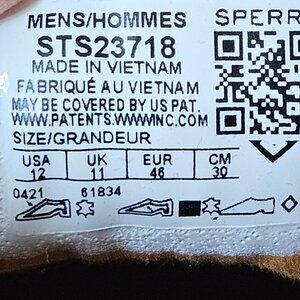 MENS/HOMMES SPERR
STS23718
MADE IN VIETNAM
FABRIQUÉ AU VIETNAM
MAY BE COVERED BY US PAT.
WWW.PATENTS.WWWMNC.COM
SIZE/GRANDEUR
USA UK EUR CM
12 11 46 30
0421 61834